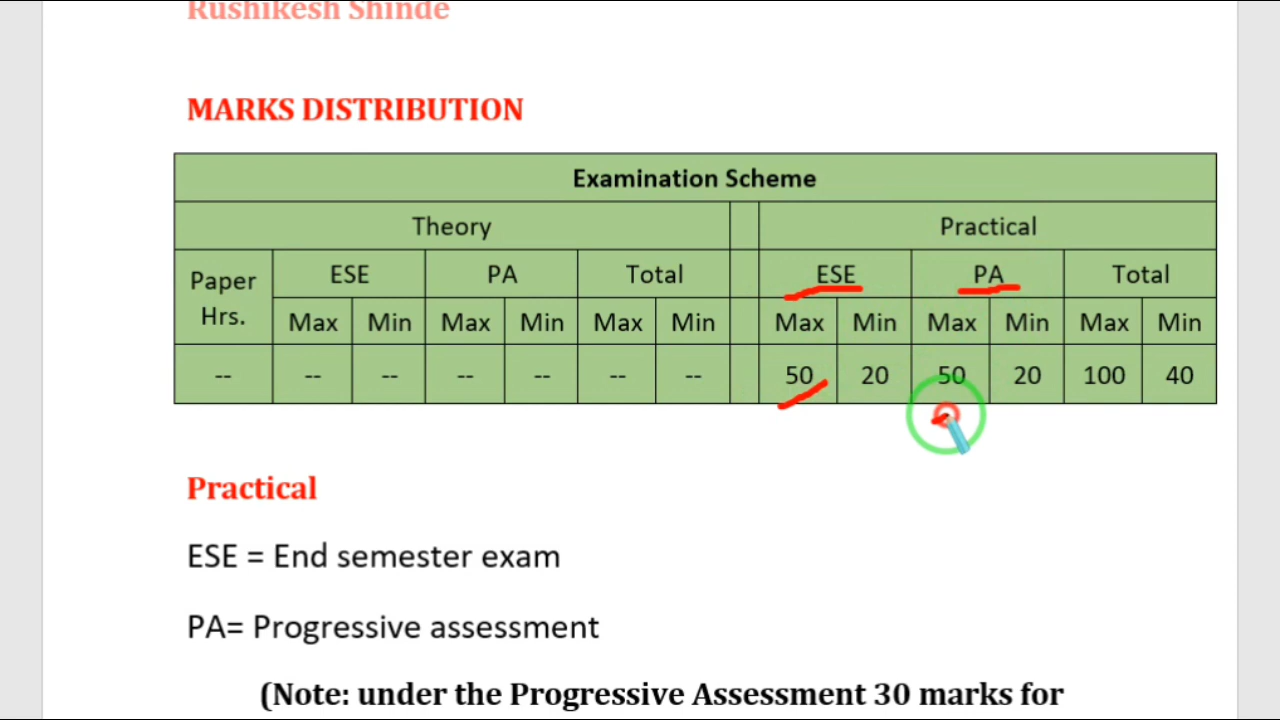 Rushikesh Shinde
MARKS DISTRIBUTION
Examination Scheme
Theory Practical
Paper Hrs. ESE PA Total ESE PA Total
Max Min Max Min Max Min Max Min Max Min Max Min
-- -- -- -- -- -- -- 50 20 50 20 100 40
Practical
ESE = End semester exam
PA= Progressive assessment
(Note: under the Progressive Assessment 30 marks for